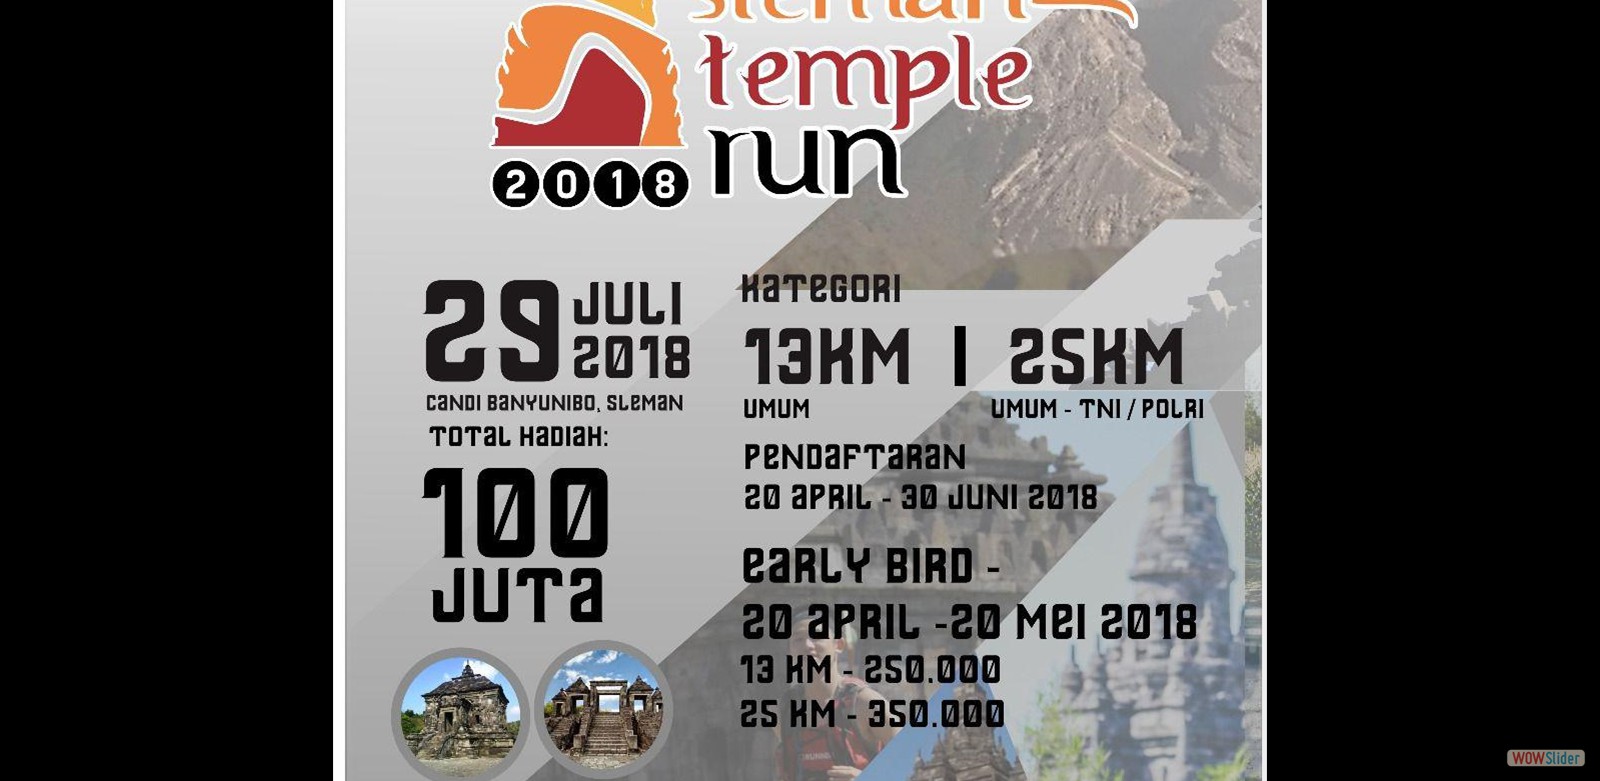 sleman
temple
run
2018
29 JULI
2018
CANDI BANYUNIBO, SLEMAN
TOTAL HADIAH:
100
JUTA
KATEGORI
13KM | 25KM
UMUM
UMUM - TNI / POLRI
PENDAFTARAN
20 APRIL - 30 JUNI 2018
EARLY BIRD -
20 APRIL -20 MEI 2018
13 KM - 250.000
25 KM - 350.000
WOWSlider